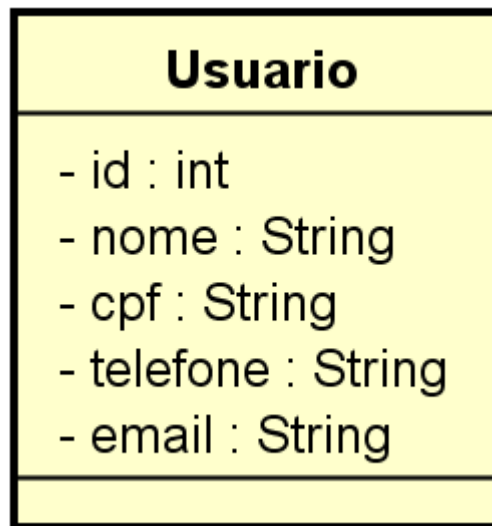 Usuario
- id : int
- nome : String
- cpf : String
- telefone : String
- email : String